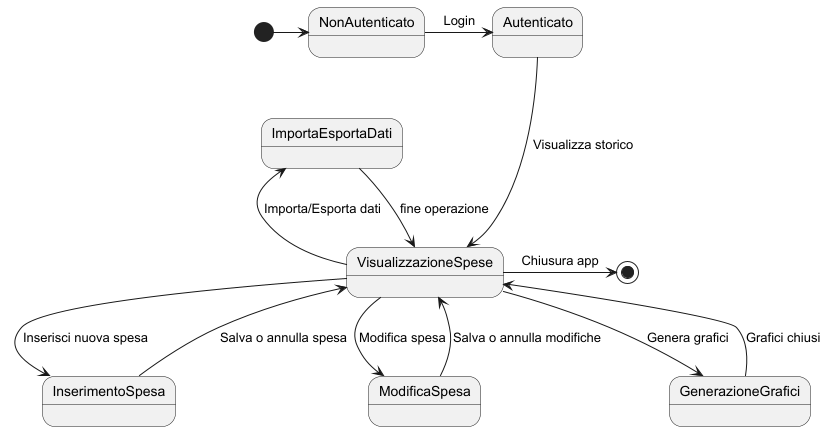 NonAutenticato
Login
Autenticato
ImportaEsportaDati
Visualizza storico
Importa/Esporta dati
fine operazione
VisualizzazioneSpese
Chiusura app
Inserisci nuova spesa
Salva o annulla spesa
Modifica spesa
Salva o annulla modifiche
Genera grafici
Grafici chiusi
InserimentoSpesa
ModificaSpesa
GenerazioneGrafici